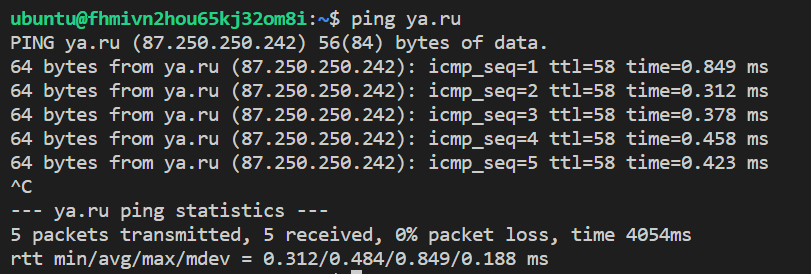 ubuntu@fhmivn2hou65kj32om8i:~$ ping ya.ru
PING ya.ru (87.250.250.242) 56(84) bytes of data.
64 bytes from ya.ru (87.250.250.242): icmp_seq=1 ttl=58 time=0.849 ms
64 bytes from ya.ru (87.250.250.242): icmp_seq=2 ttl=58 time=0.312 ms
64 bytes from ya.ru (87.250.250.242): icmp_seq=3 ttl=58 time=0.378 ms
64 bytes from ya.ru (87.250.250.242): icmp_seq=4 ttl=58 time=0.458 ms
64 bytes from ya.ru (87.250.250.242): icmp_seq=5 ttl=58 time=0.423 ms
^C
--- ya.ru ping statistics ---
5 packets transmitted, 5 received, 0% packet loss, time 4054ms
rtt min/avg/max/mdev = 0.312/0.484/0.849/0.188 ms